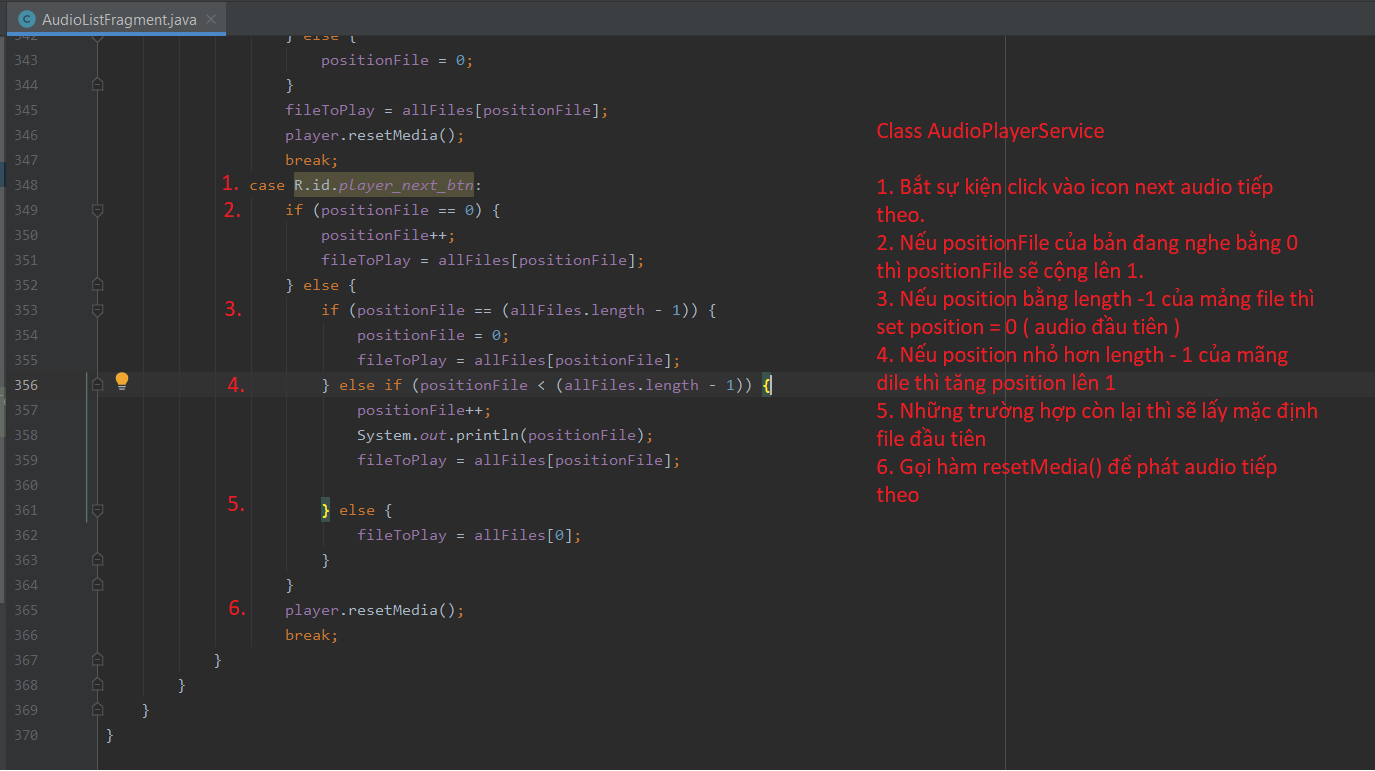 AudioListFragment.java
342 } else {
343 positionFile = 0;
344 }
345 fileToPlay = allFiles[positionFile];
346 player.resetMedia();
347 break;
348 1. case R.id.player_next_btn:
349 2. if (positionFile == 0) {
350 positionFile++;
351 fileToPlay = allFiles[positionFile];
352 } else {
353 3. if (positionFile == (allFiles.length - 1)) {
354 positionFile = 0;
355 fileToPlay = allFiles[positionFile];
356 4. } else if (positionFile < (allFiles.length - 1)) {
357 positionFile++;
358 System.out.println(positionFile);
359 fileToPlay = allFiles[positionFile];
360
361 5. } else {
362 fileToPlay = allFiles[0];
363 }
364 }
365 6. player.resetMedia();
366 break;
367 }
368 }
369 }
370 }
Class AudioPlayerService
1. Bắt sự kiện click vào icon next audio tiếp
theo.
2. Nếu positionFile của bản đang nghe bằng 0
thì positionFile sẽ cộng lên 1.
3. Nếu position bằng length -1 của mảng file thì
set position = 0 ( audio đầu tiên )
4. Nếu position nhỏ hơn length - 1 của mãng
dile thì tăng position lên 1
5. Những trường hợp còn lại thì sẽ lấy mặc định
file đầu tiên
6. Gọi hàm resetMedia() để phát audio tiếp
theo